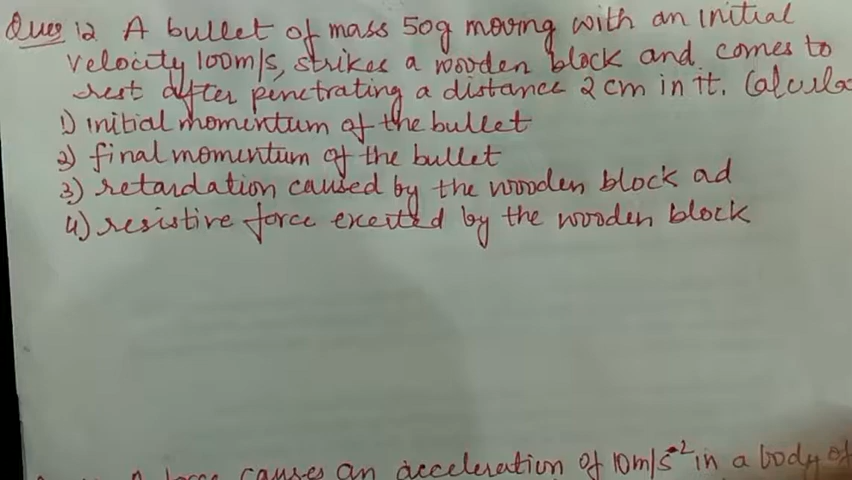 Ques 12 A bullet of mass 50g moving with an initial
velocity 100m/s, strikes a wooden block and comes to
rest after penetrating a distance 2 cm in it. Calcula
1) initial momentum of the bullet
2) final momentum of the bullet
3) retardation caused by the wooden block ad
4) resistive force exerted by the wooden block
A force causes an acceleration of 10m/s⁻² in a body of